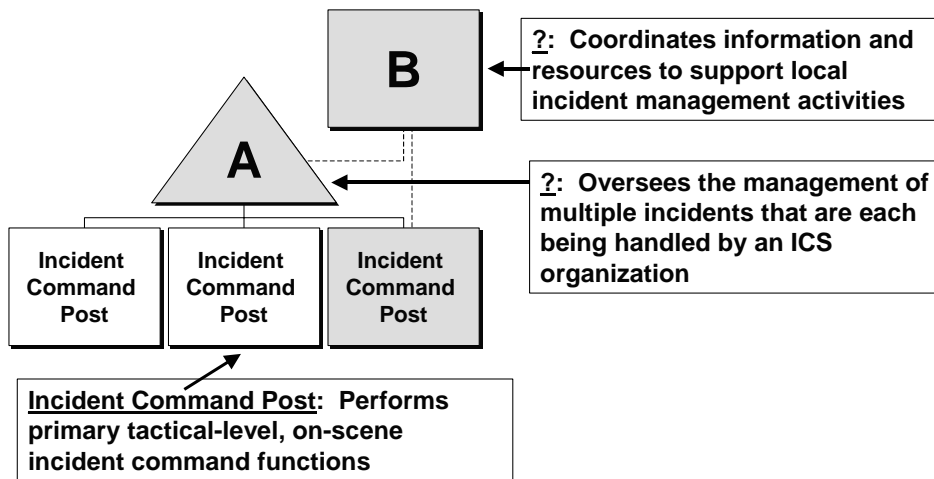 B
?: Coordinates information and
resources to support local
incident management activities
A
?: Oversees the management of
multiple incidents that are each
being handled by an ICS
organization
Incident
Command
Post
Incident
Command
Post
Incident
Command
Post
Incident Command Post: Performs
primary tactical-level, on-scene
incident command functions